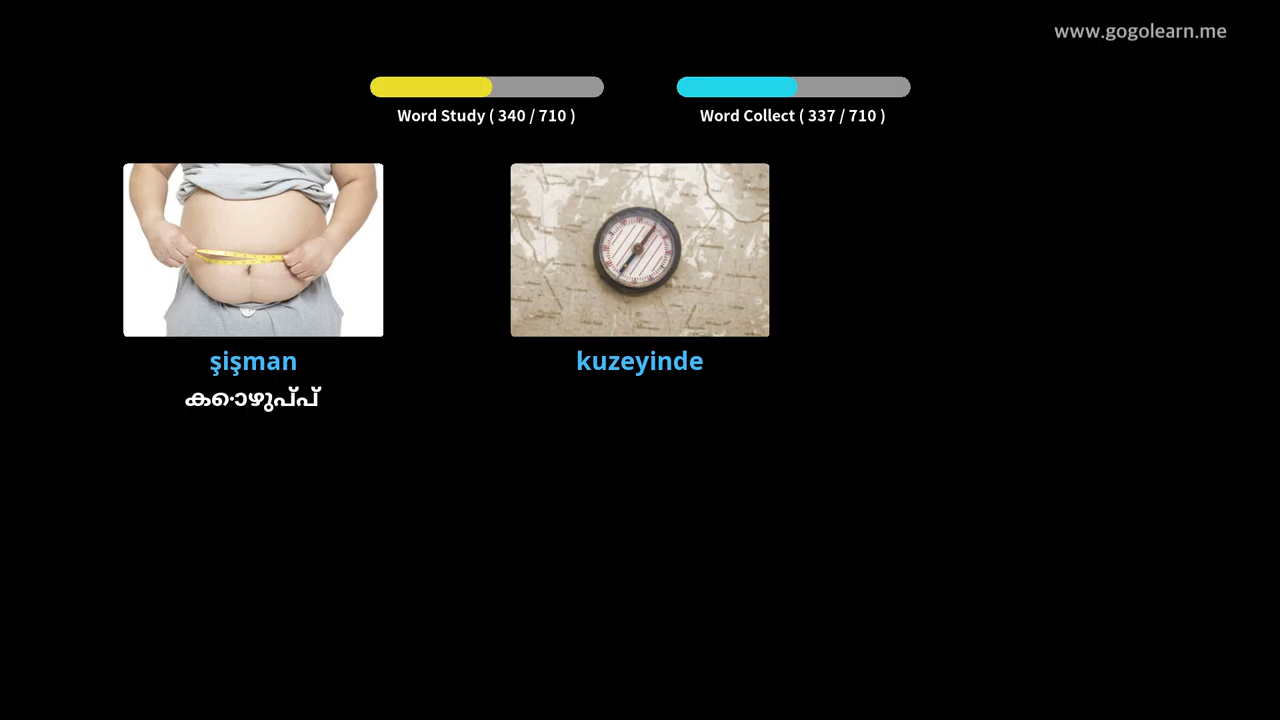 www.gogolearn.me
Word Study ( 340 / 710 )
Word Collect ( 337 / 710 )
şişman
kuzeyinde
കൊഴുപ്പ്